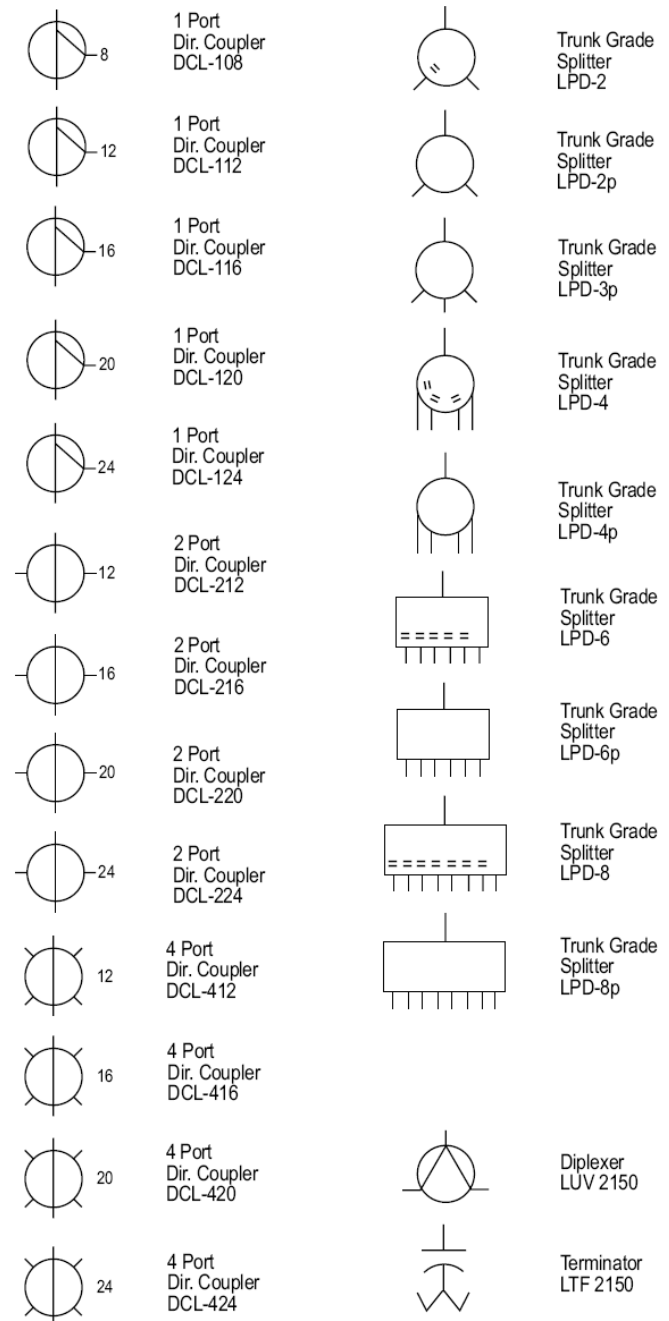 8
1 Port
Dir. Coupler
DCL-108
12
1 Port
Dir. Coupler
DCL-112
16
1 Port
Dir. Coupler
DCL-116
20
1 Port
Dir. Coupler
DCL-120
24
1 Port
Dir. Coupler
DCL-124
12
2 Port
Dir. Coupler
DCL-212
16
2 Port
Dir. Coupler
DCL-216
20
2 Port
Dir. Coupler
DCL-220
24
2 Port
Dir. Coupler
DCL-224
12
4 Port
Dir. Coupler
DCL-412
16
4 Port
Dir. Coupler
DCL-416
20
4 Port
Dir. Coupler
DCL-420
24
4 Port
Dir. Coupler
DCL-424
Trunk Grade
Splitter
LPD-2
Trunk Grade
Splitter
LPD-2p
Trunk Grade
Splitter
LPD-3p
Trunk Grade
Splitter
LPD-4
Trunk Grade
Splitter
LPD-4p
Trunk Grade
Splitter
LPD-6
Trunk Grade
Splitter
LPD-6p
Trunk Grade
Splitter
LPD-8
Trunk Grade
Splitter
LPD-8p
Diplexer
LUV 2150
Terminator
LTF 2150